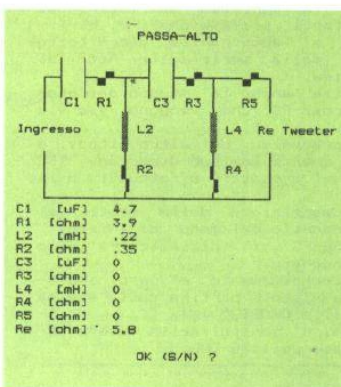 PASSA-ALTO
C1 R1 C3 R3 R5
Ingresso L2 L4 Re Tweeter
R2 R4
C1 [uF] 4.7
R1 [ohm] 3.9
L2 [mH] .22
R2 [ohm] .35
C3 [uF] 0
R3 [ohm] 0
L4 [mH] 0
R4 [ohm] 0
R5 [ohm] 0
Re [ohm] 5.8
OK (S/N) ?